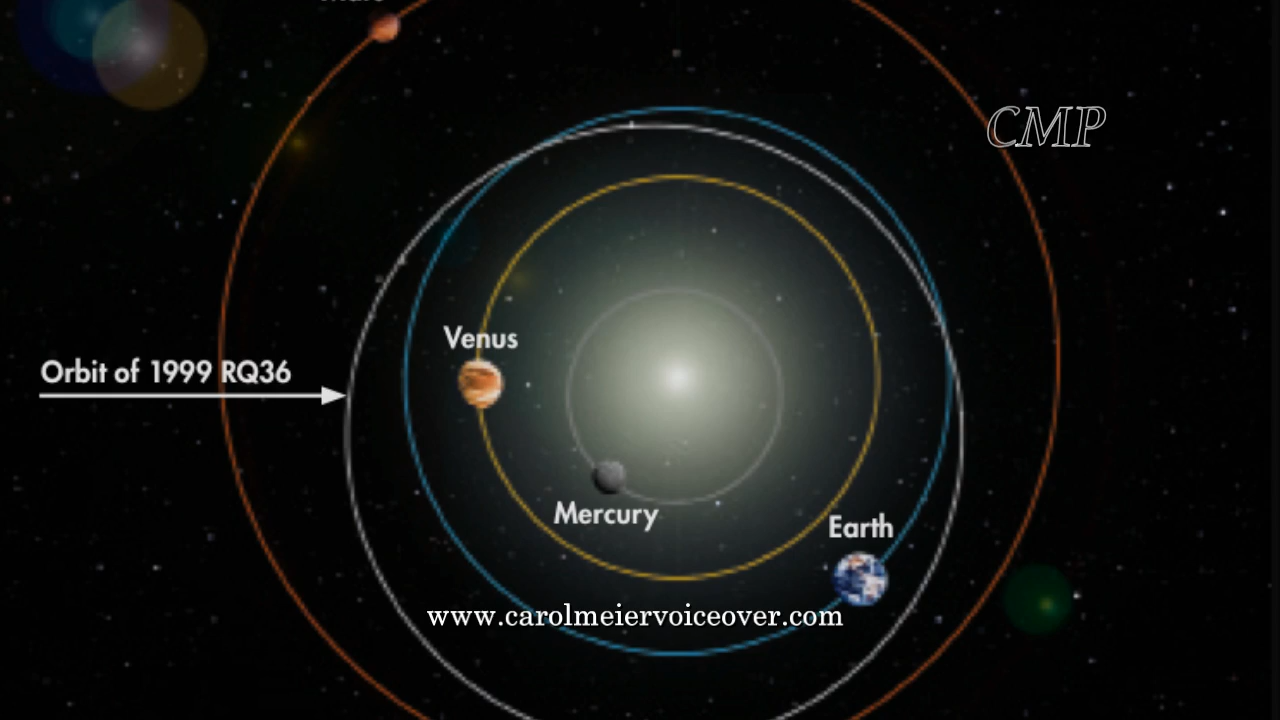 CMP
Venus
Orbit of 1999 RQ36
Mercury
Earth
www.carolmeiervoiceover.com